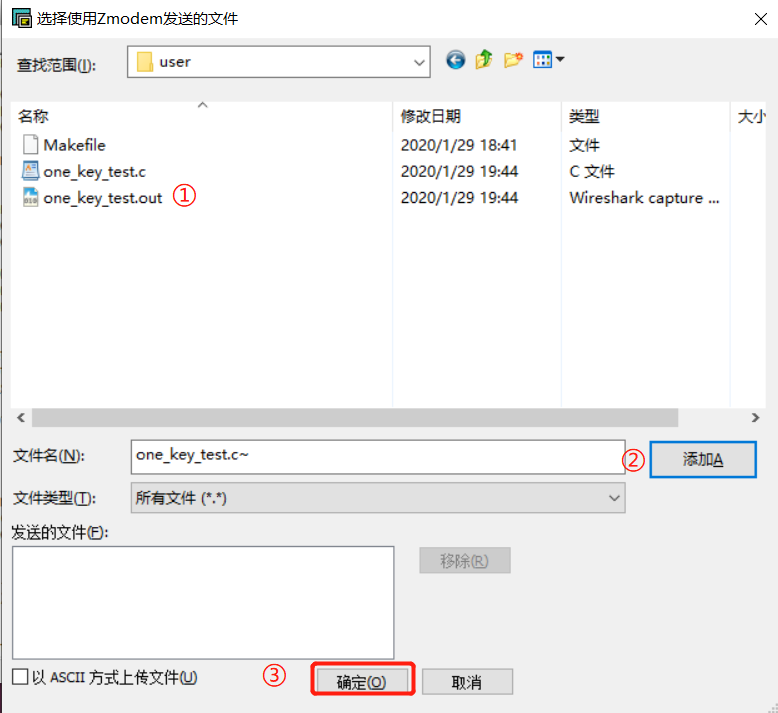 选择使用Zmodem发送的文件
查找范围(I): user
名称 修改日期 类型 大小
Makefile 2020/1/29 18:41 文件
one_key_test.c 2020/1/29 19:44 C 文件
one_key_test.out ① 2020/1/29 19:44 Wireshark capture ...
文件名(N): one_key_test.c~ ② 添加A
文件类型(T): 所有文件 (*.*)
发送的文件(F):
移除(R)
以 ASCII 方式上传文件(U) ③ 确定(O) 取消